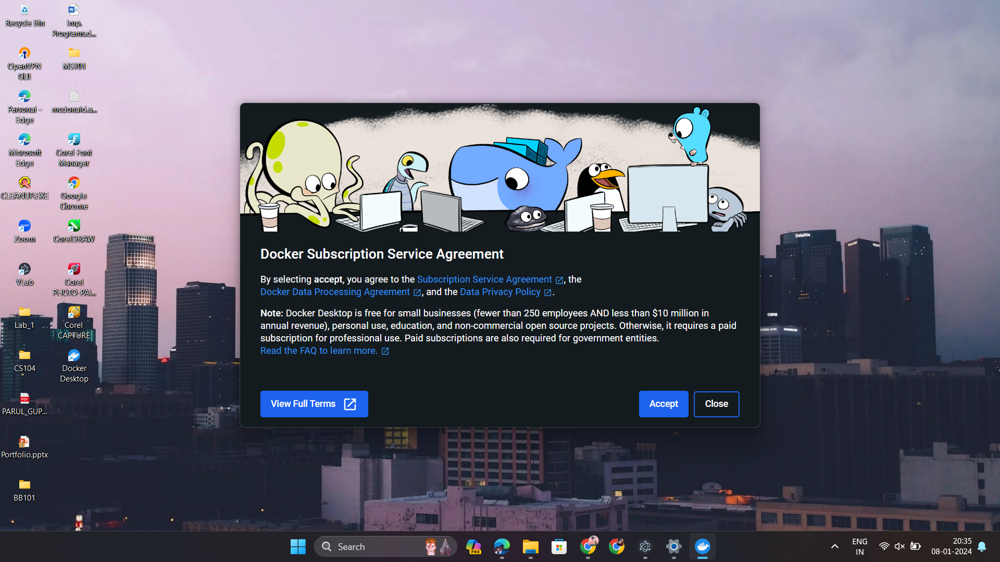 Recycle Bin
Imp.
Programs.d...
OpenVPN
GUI
MS101
Personal -
Edge
mcdonald.a...
Microsoft
Edge
Corel Font
Manager
CLEANUP.EXE
Google
Chrome
zoom
Zoom
CorelDRAW
VLab
Corel
PHOTO-PAI...
Lab_1
Corel
CAPTURE
CS104
Docker
Desktop
PDF
PARUL_GUP...
Portfolio.pptx
BB101
Deloitte
CBRE
Docker Subscription Service Agreement
By selecting accept, you agree to the Subscription Service Agreement, the
Docker Data Processing Agreement, and the Data Privacy Policy.
Note: Docker Desktop is free for small businesses (fewer than 250 employees AND less than $10 million in
annual revenue), personal use, education, and non-commercial open source projects. Otherwise, it requires a paid
subscription for professional use. Paid subscriptions are also required for government entities.
Read the FAQ to learn more.
View Full Terms
Accept
Close
Search
PRE
ENG
IN
20:35
08-01-2024